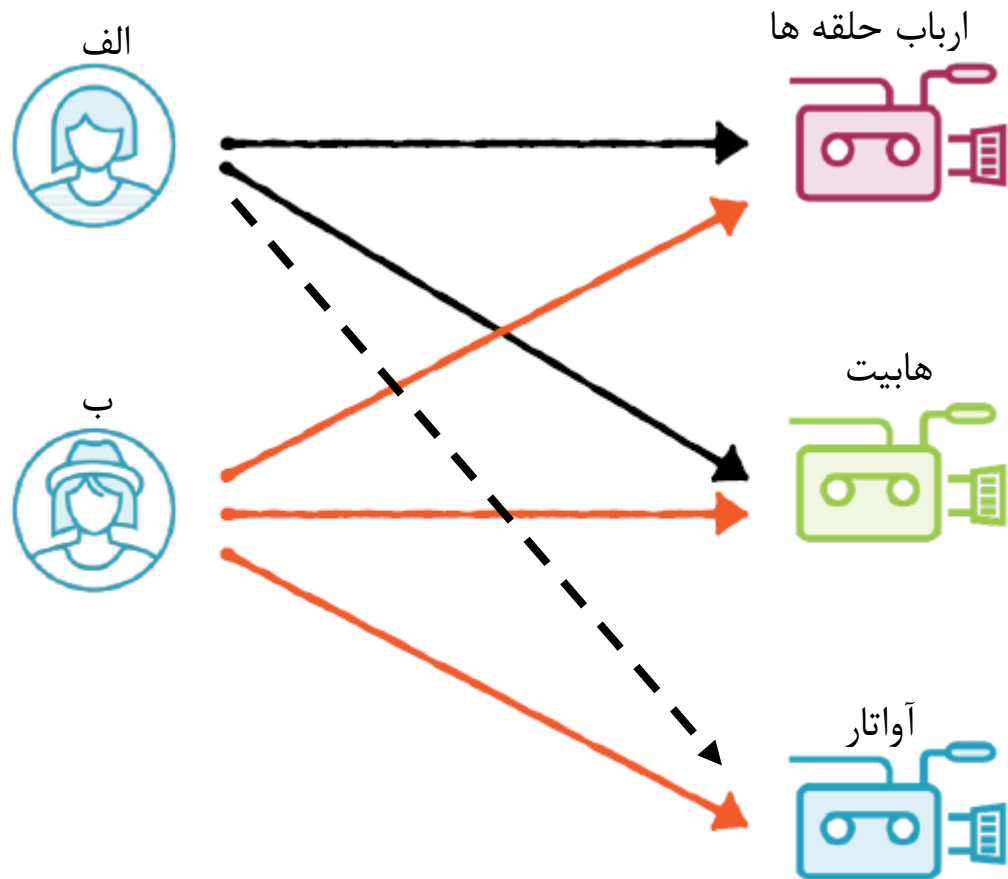 الف
ارباب حلقه ها
ب
هابیت
آواتار